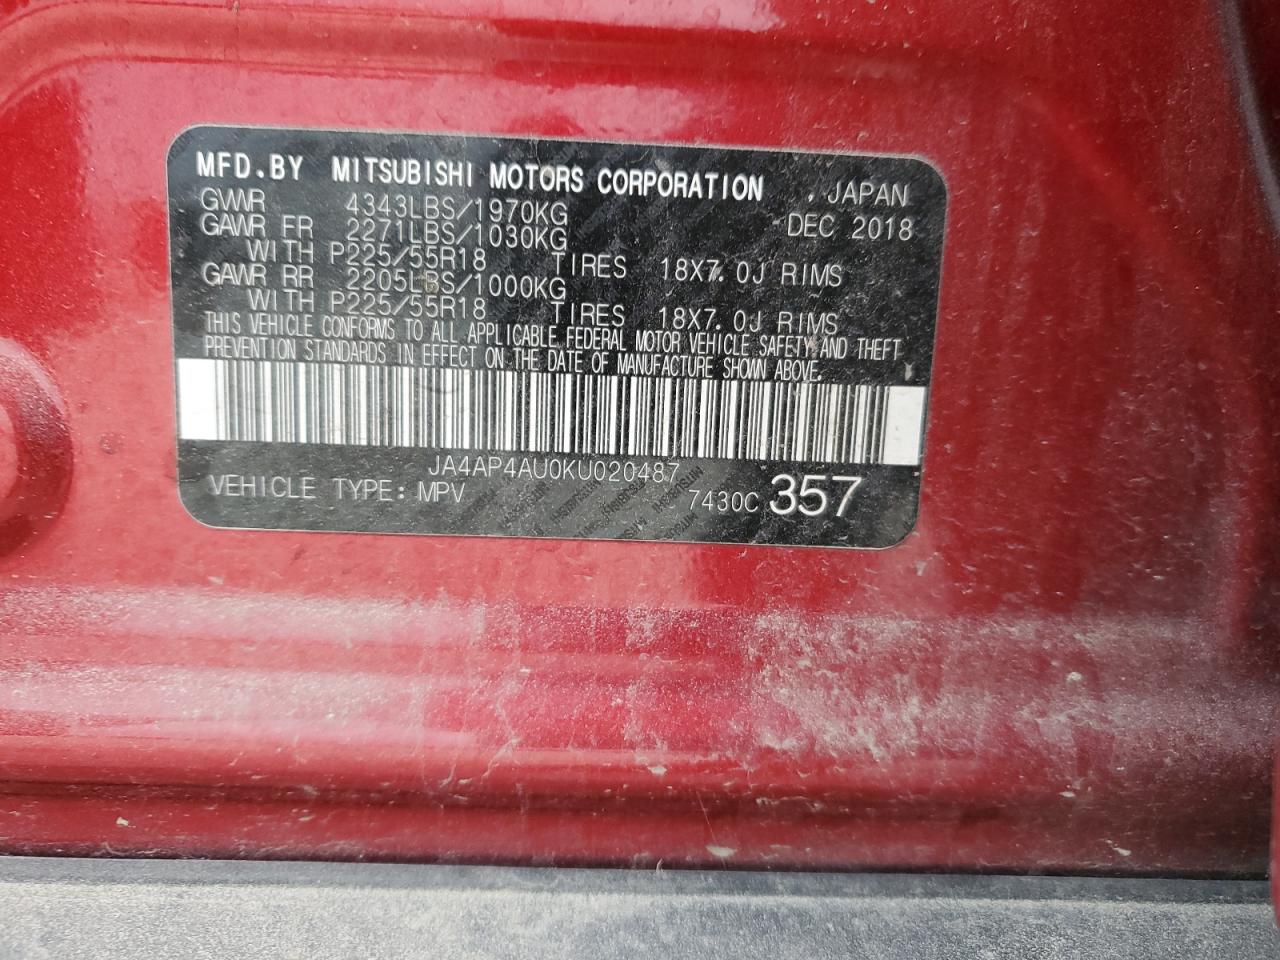 MFD.BY MITSUBISHI MOTORS CORPORATION , JAPAN
GVWR 4343LBS/1970KG DEC 2018
GAWR FR 2271LBS/1030KG
WITH P225/55R18 TIRES 18X7.0J RIMS
GAWR RR 2205LBS/1000KG
WITH P225/55R18 TIRES 18X7.0J RIMS
THIS VEHICLE CONFORMS TO ALL APPLICABLE FEDERAL MOTOR VEHICLE SAFETY AND THEFT
PREVENTION STANDARDS IN EFFECT ON THE DATE OF MANUFACTURE SHOWN ABOVE.
JA4AP4AU0KU020487
VEHICLE TYPE: MPV 7430C 357